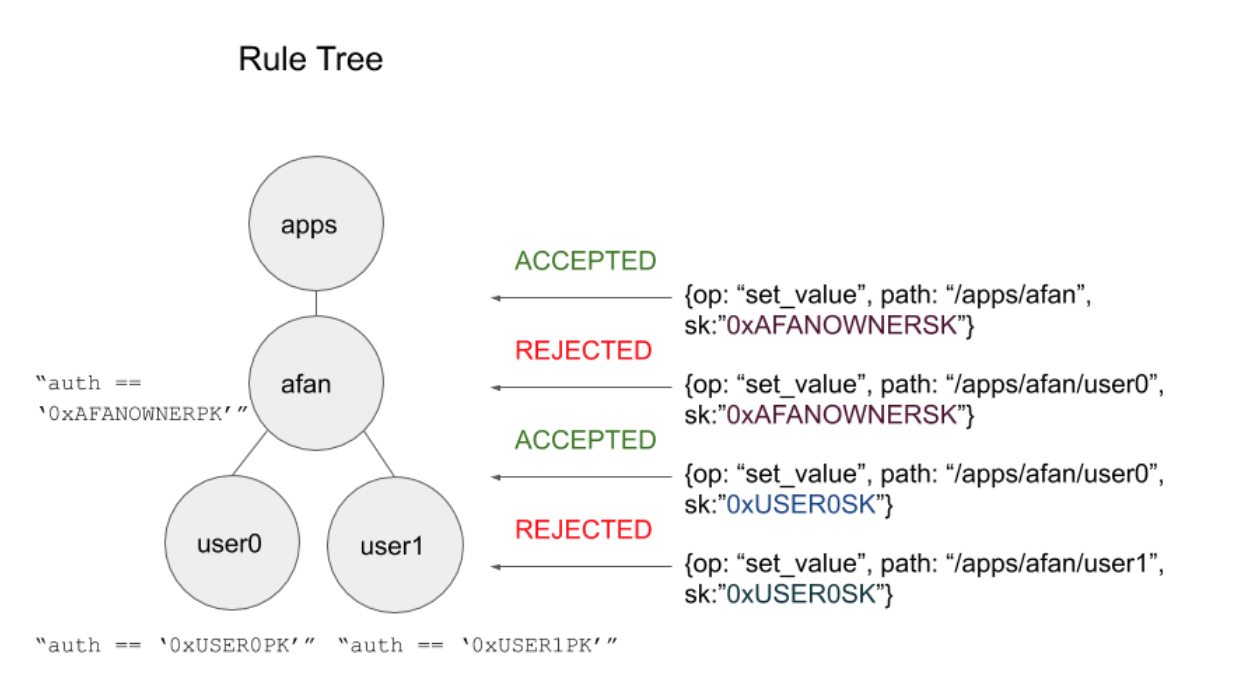 Rule Tree
apps
ACCEPTED
{op: “set_value”, path: “/apps/afan”,
sk:”0xAFANOWNERSK”}
REJECTED
“auth ==
‘0xAFANOWNERPK’”
afan
{op: “set_value”, path: “/apps/afan/user0”,
sk:”0xAFANOWNERSK”}
ACCEPTED
{op: “set_value”, path: “/apps/afan/user0”,
sk:”0xUSER0SK”}
REJECTED
user0
user1
{op: “set_value”, path: “/apps/afan/user1”,
sk:”0xUSER0SK”}
“auth == ‘0xUSER0PK’”
“auth == ‘0xUSER1PK’”